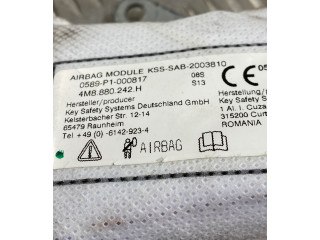 AIRBAG MODULE KSS-SAB-2003810
0589-P1-000817 08S
4M8.880.242.H S13
Hersteller/producer
Key Safety Systems Deutschland GmbH
Kelsterbacher Str. 12-14
65479 Raunheim
Tel +49 (0) -6142-923-4
AIRBAG
CE 05
Herstellung/
Key Safety S
1 Al. I. Cuza
315200 Curt
ROMANIA